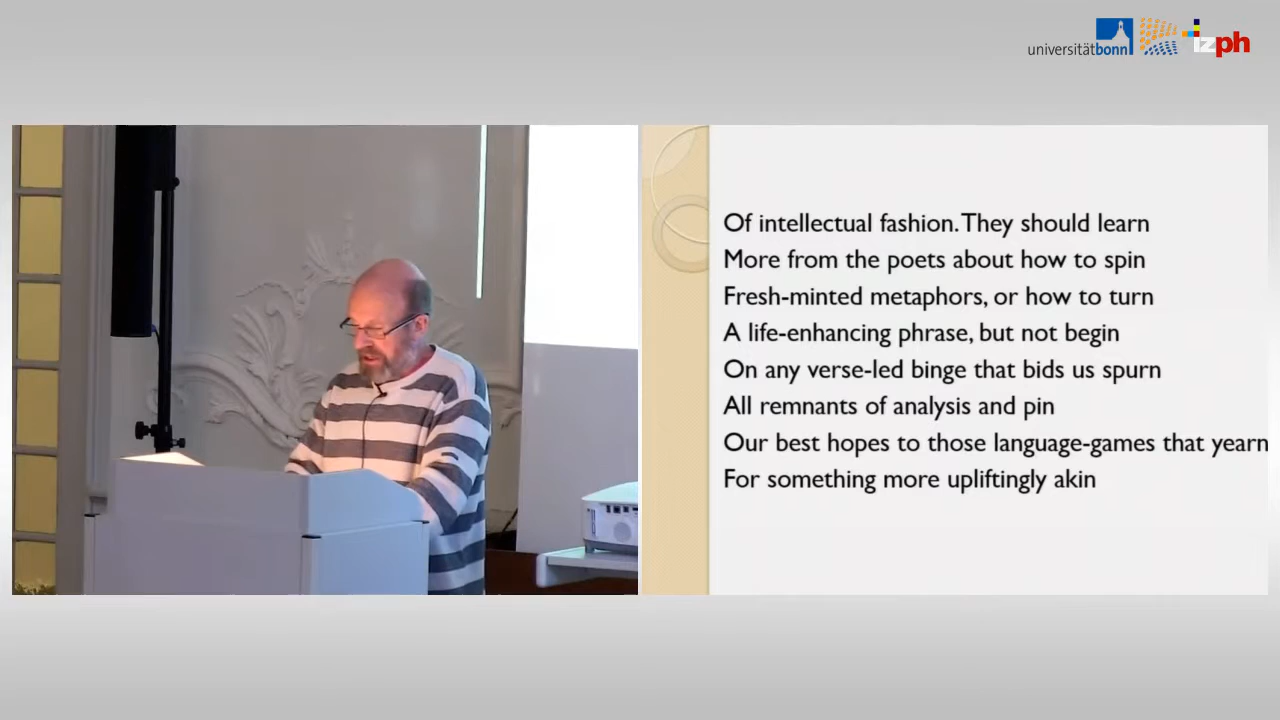 universitätbonn
izph
Of intellectual fashion. They should learn
More from the poets about how to spin
Fresh-minted metaphors, or how to turn
A life-enhancing phrase, but not begin
On any verse-led binge that bids us spurn
All remnants of analysis and pin
Our best hopes to those language-games that yearn
For something more upliftingly akin